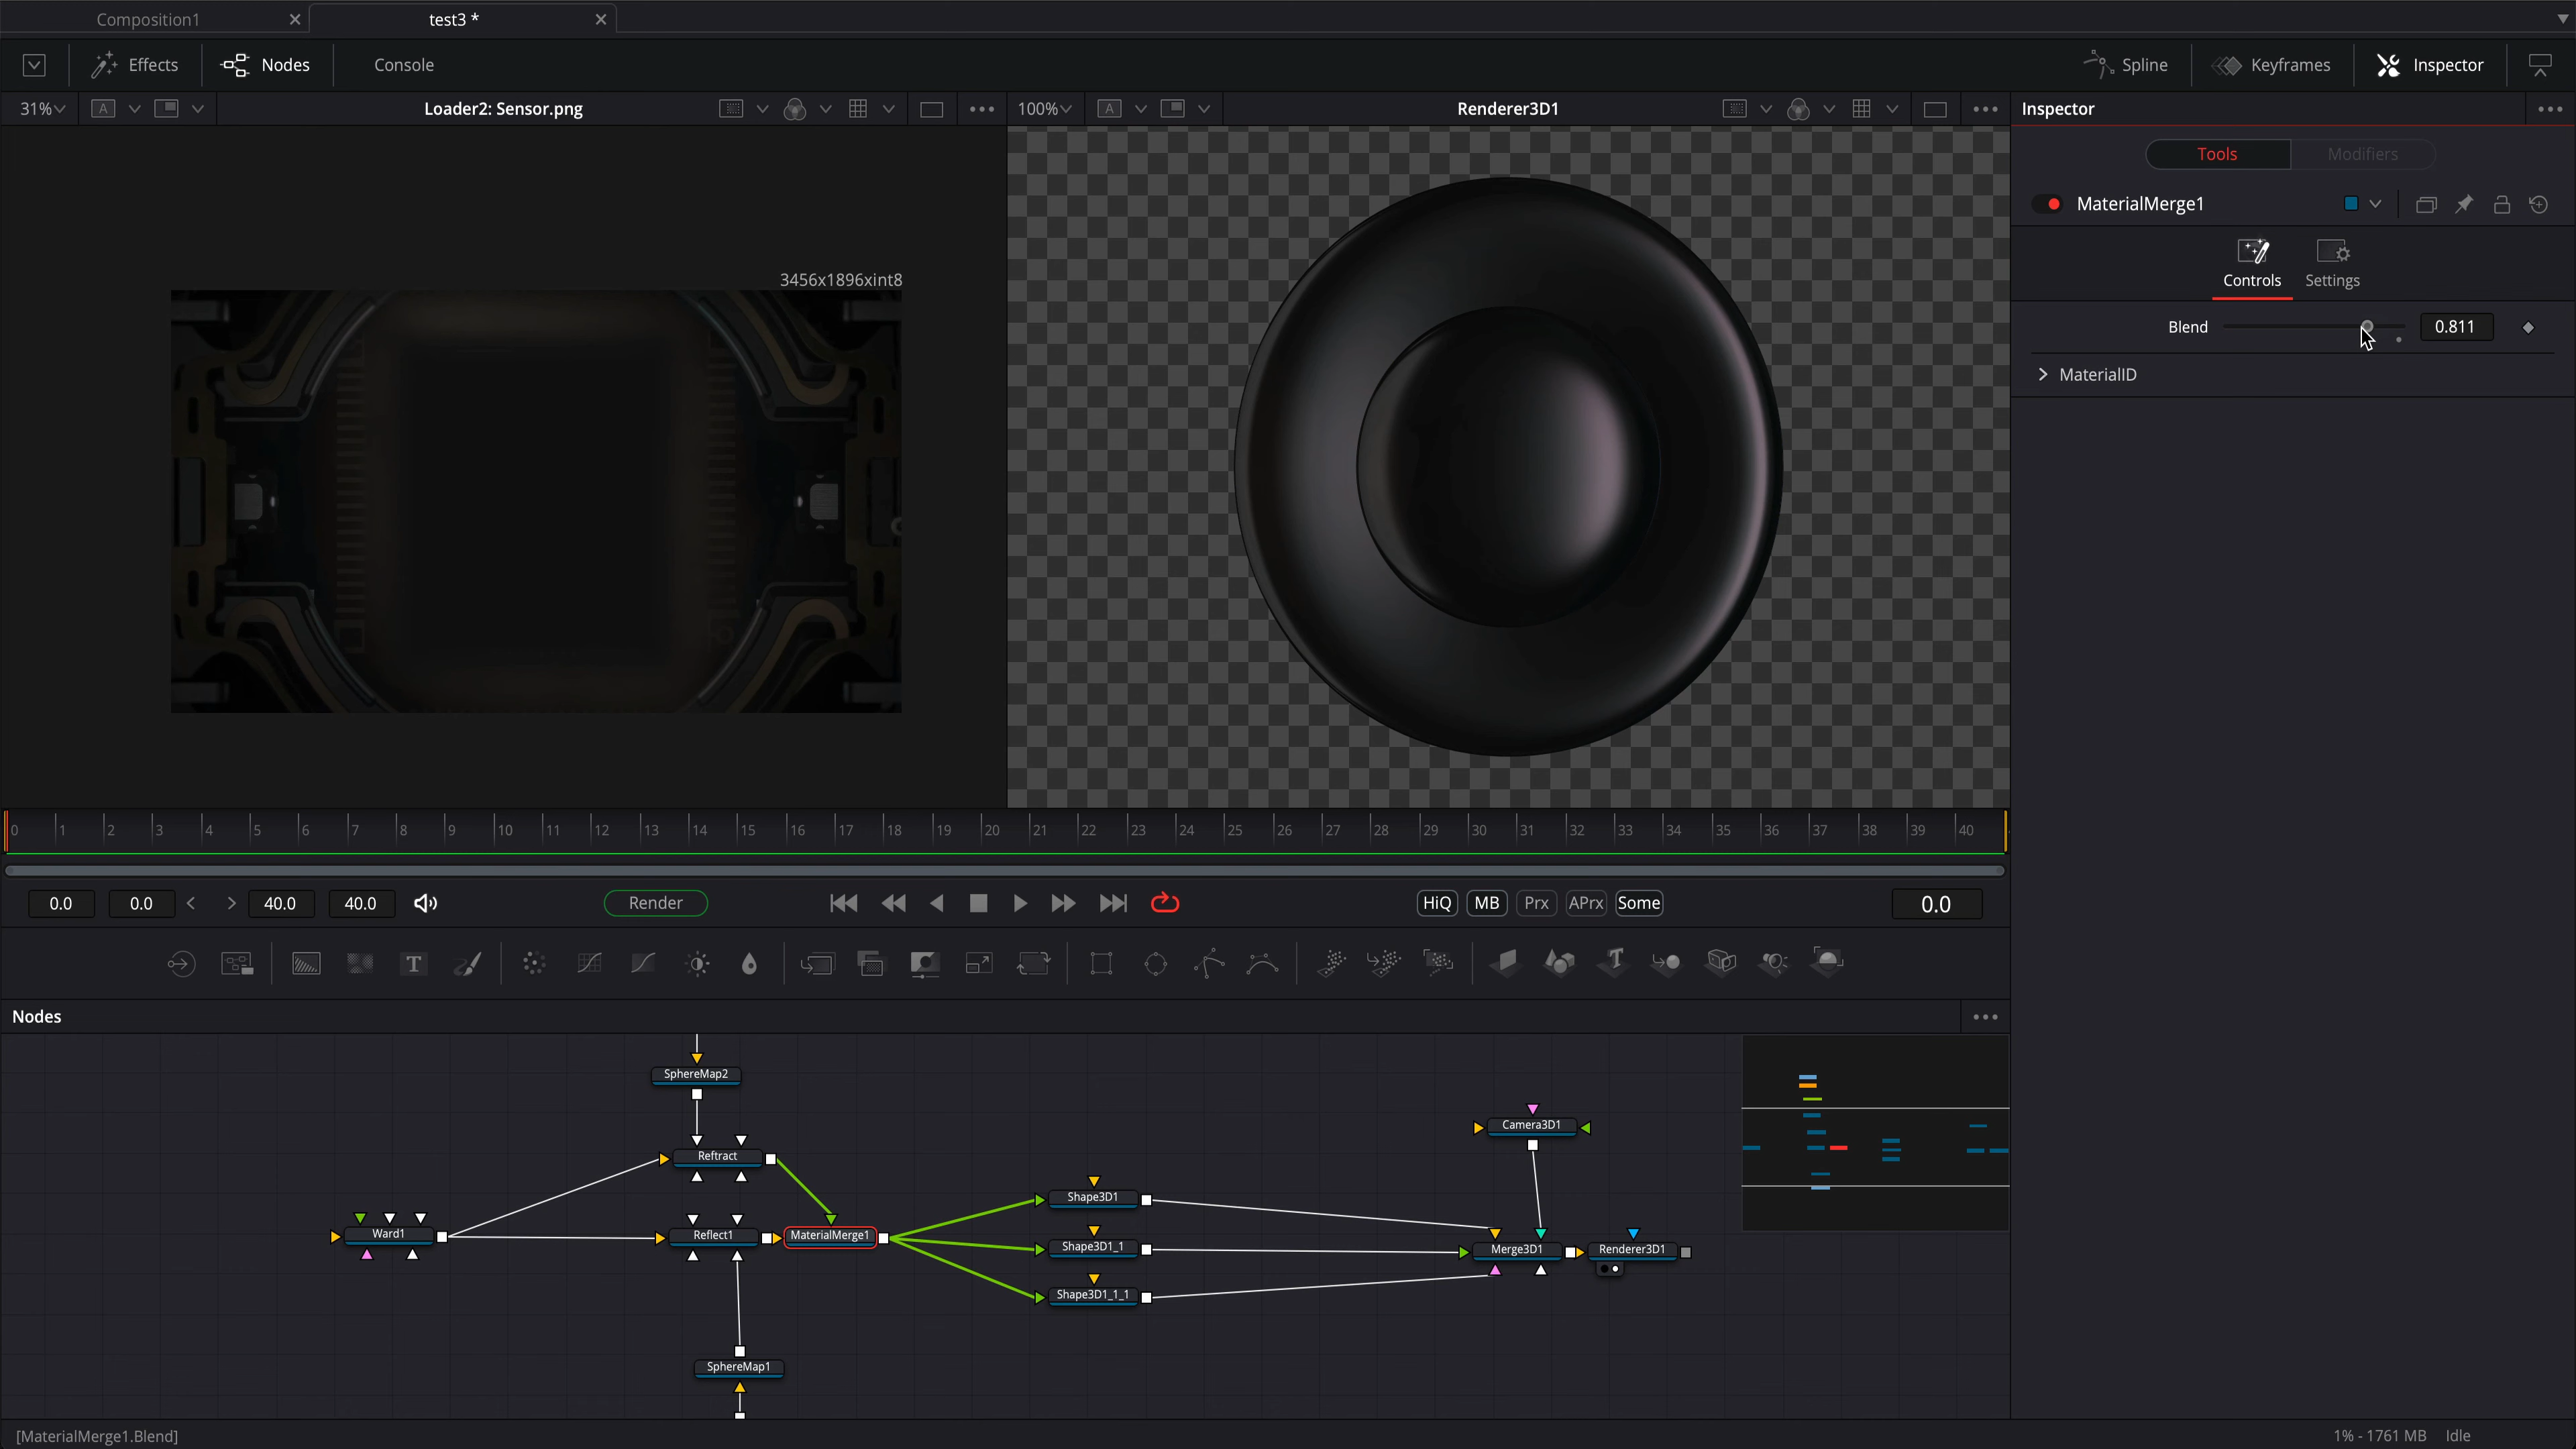 Composition1
test3 *
Effects
Nodes
Console
Spline
Keyframes
Inspector
31%
A
Loader2: Sensor.png
100%
A
Renderer3D1
Inspector
Tools
Modifiers
MaterialMerge1
Controls
Settings
Blend
0.811
MaterialID
3456x1896xint8
0 1 2 3 4 5 6 7 8 9 10 11 12 13 14 15 16 17 18 19 20 21 22 23 24 25 26 27 28 29 30 31 32 33 34 35 36 37 38 39 40
0.0
0.0
40.0
40.0
Render
HiQ
MB
Prx
APrx
Some
0.0
T
Nodes
SphereMap2
Reftract
Ward1
Reflect1
MaterialMerge1
Shape3D1
Shape3D1_1
Shape3D1_1_1
Camera3D1
Merge3D1
Renderer3D1
SphereMap1
[MaterialMerge1.Blend]
1% - 1761 MB
Idle